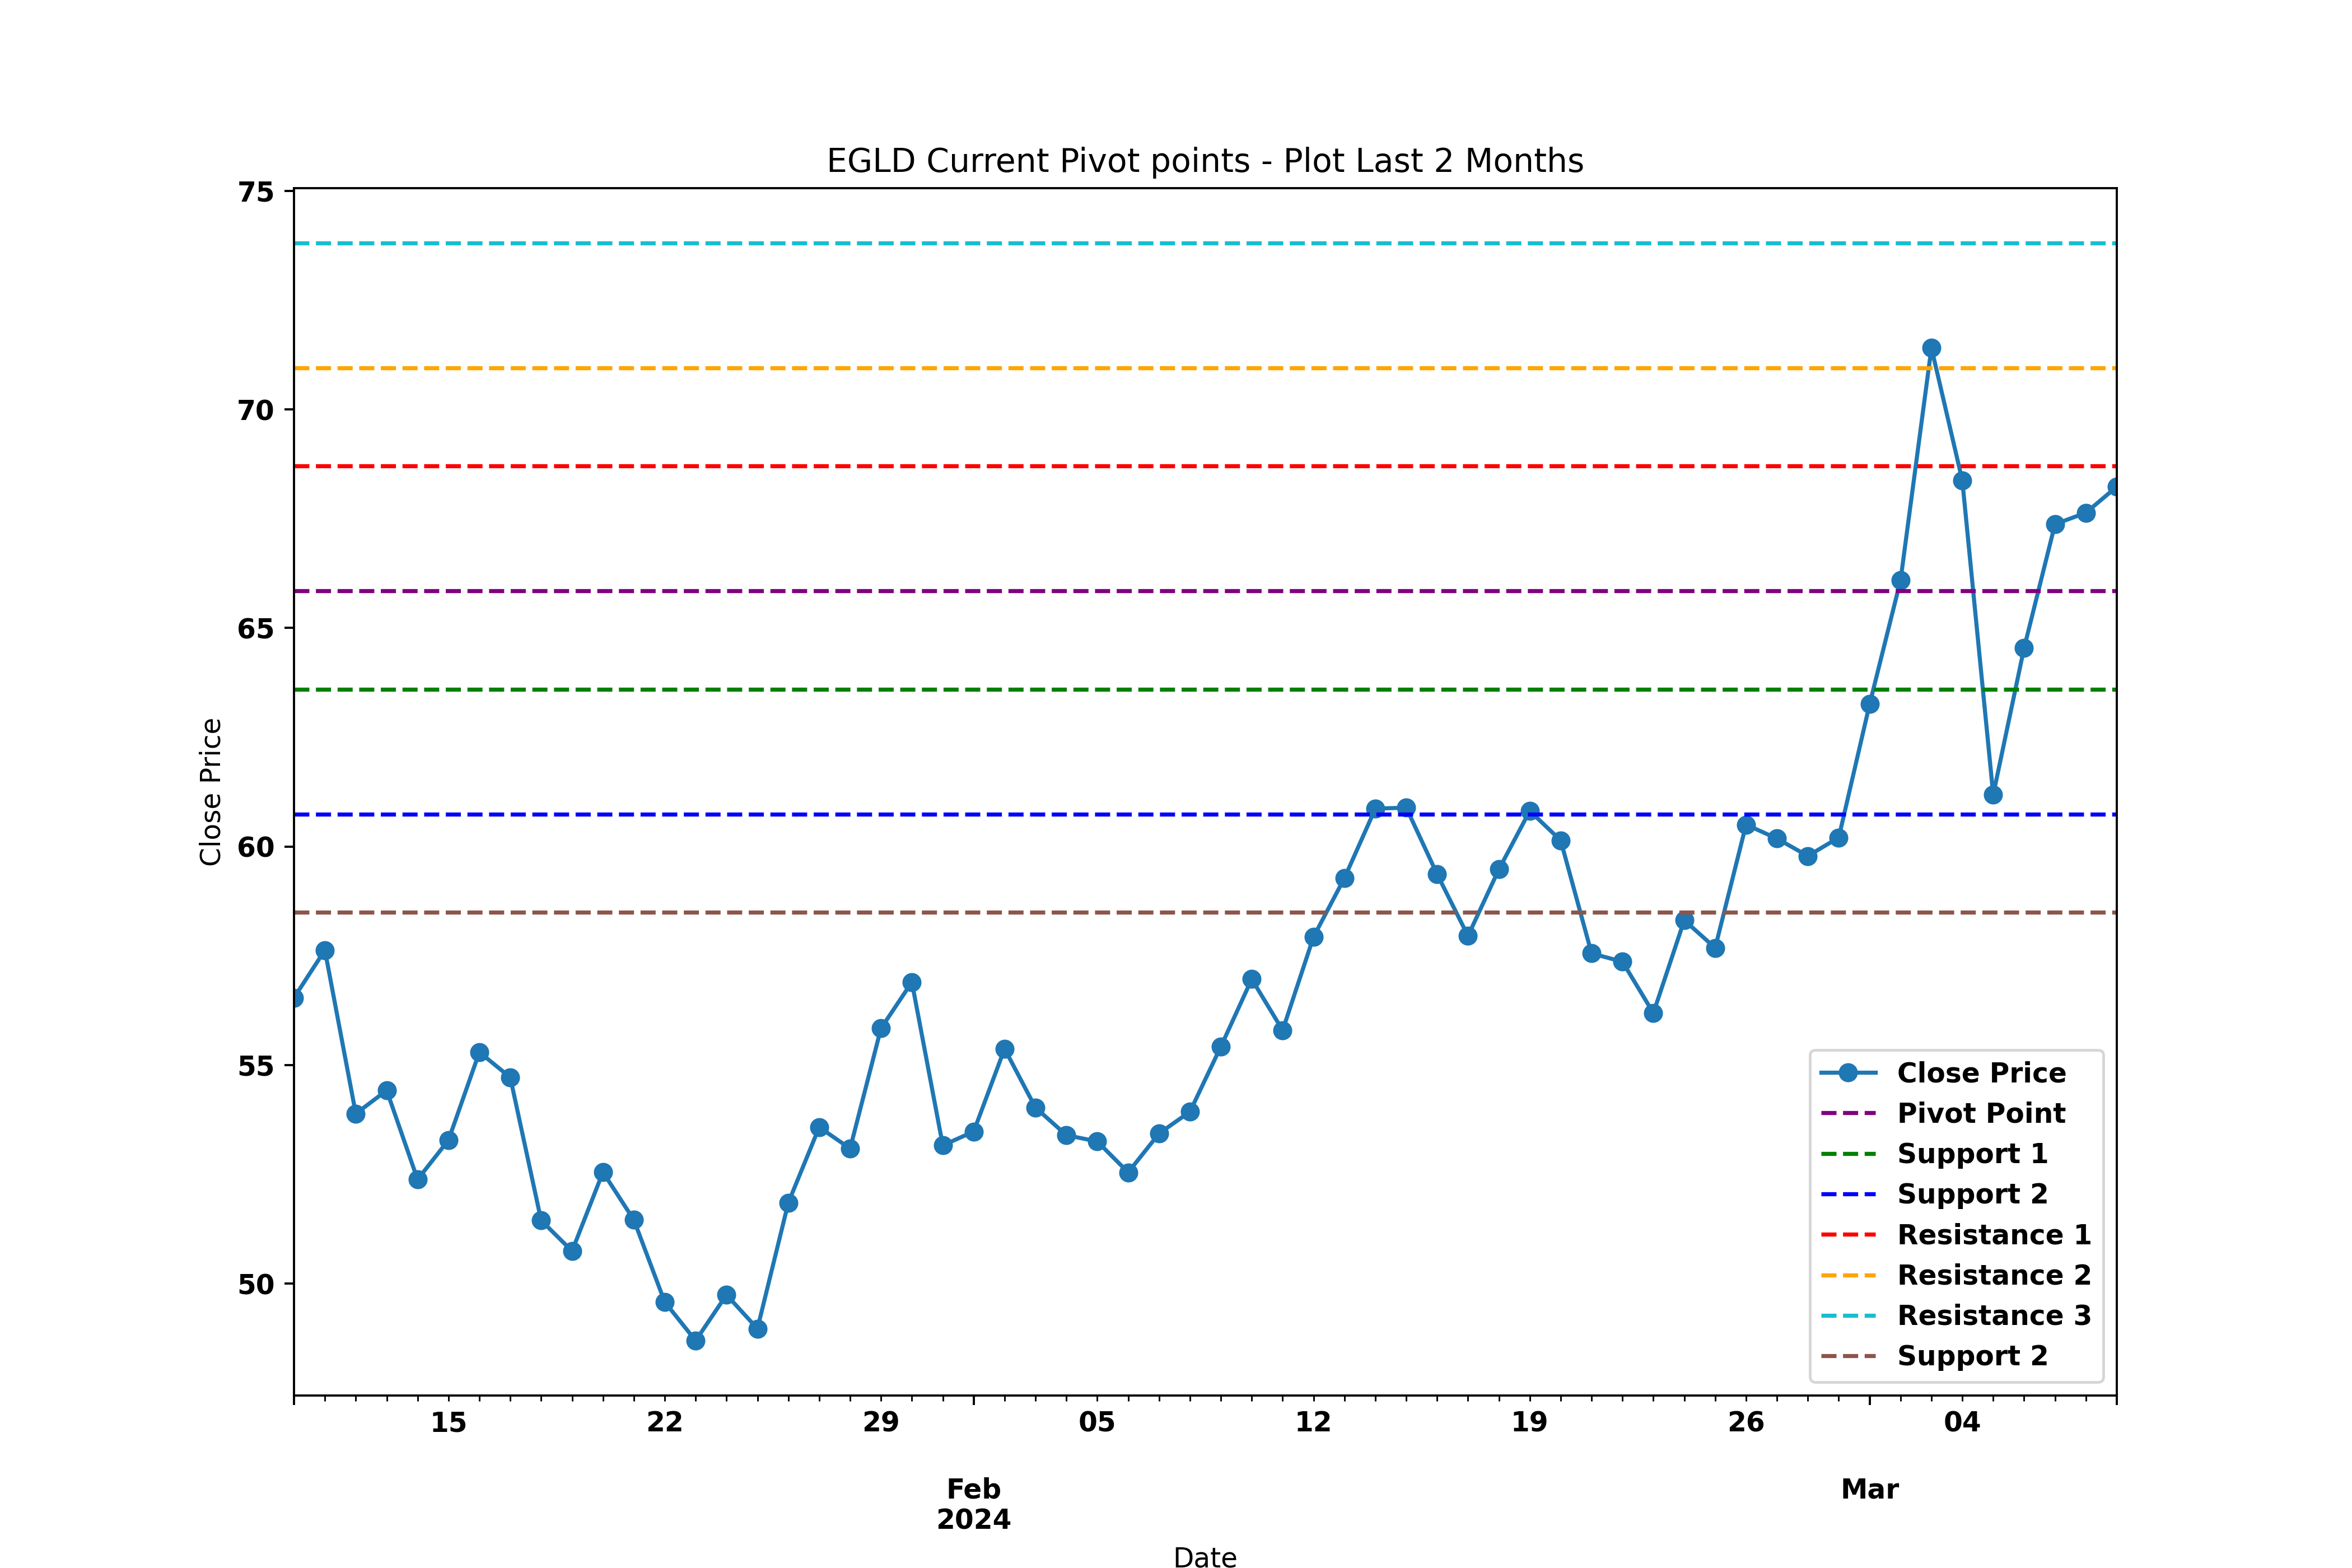 EGLD Current Pivot points - Plot Last 2 Months
75
70
65
60
55
50
Close Price
Close Price
Pivot Point
Support 1
Support 2
Resistance 1
Resistance 2
Resistance 3
Support 2
15 22 29 05 12 19 26 04
Feb Mar
2024
Date